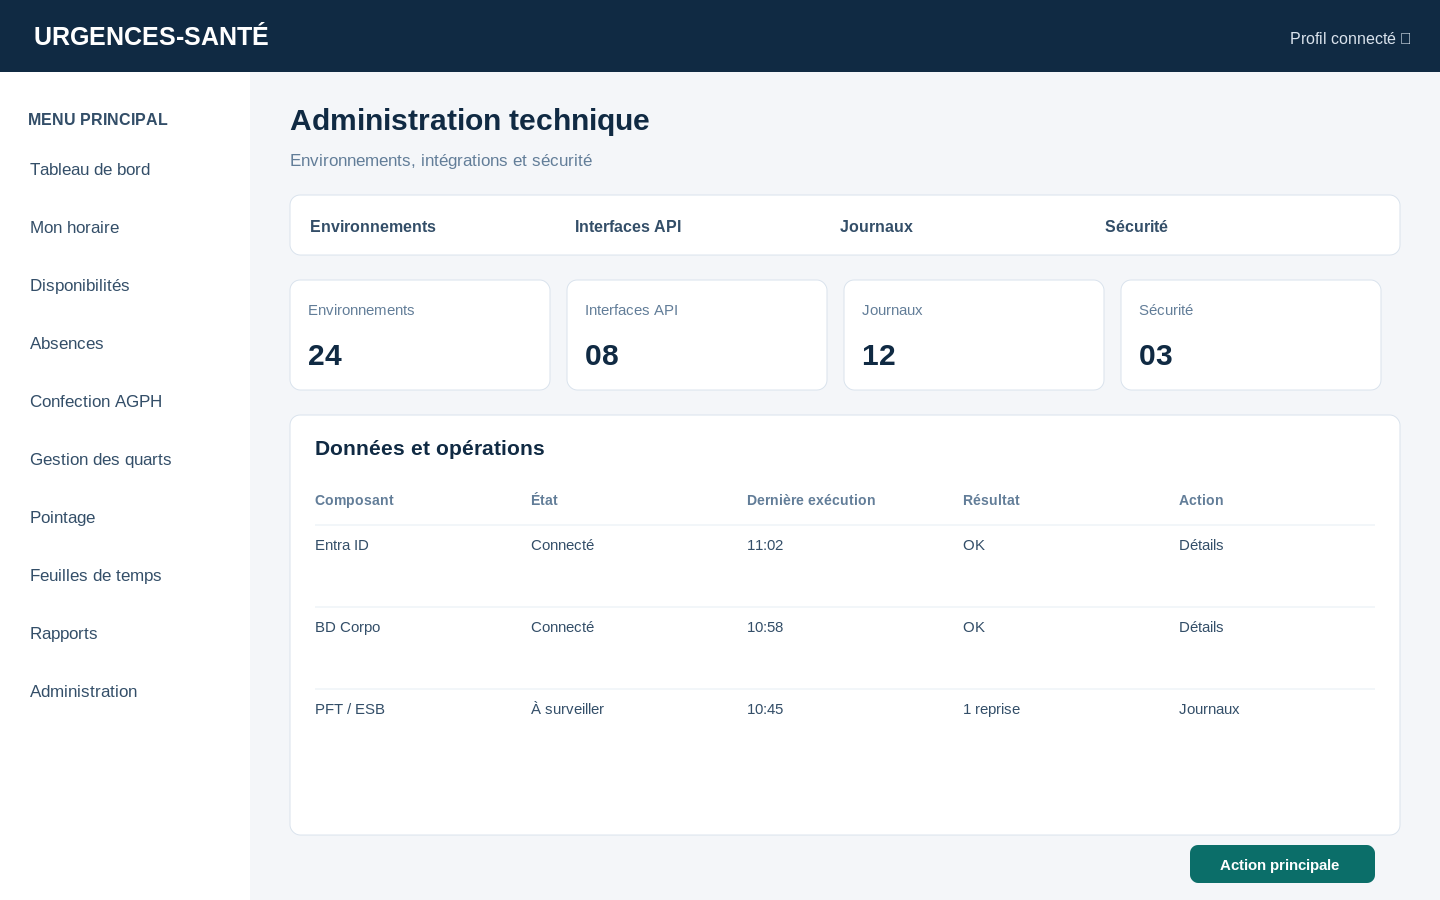 URGENCES-SANTÉ
Profil connecté
MENU PRINCIPAL
Tableau de bord
Mon horaire
Disponibilités
Absences
Confection AGPH
Gestion des quarts
Pointage
Feuilles de temps
Rapports
Administration
Administration technique
Environnements, intégrations et sécurité
Environnements Interfaces API Journaux Sécurité
Environnements Interfaces API Journaux Sécurité
24 08 12 03
Données et opérations
Composant État Dernière exécution Résultat Action
Entra ID Connecté 11:02 OK Détails
BD Corpo Connecté 10:58 OK Détails
PFT / ESB À surveiller 10:45 1 reprise Journaux
Action principale